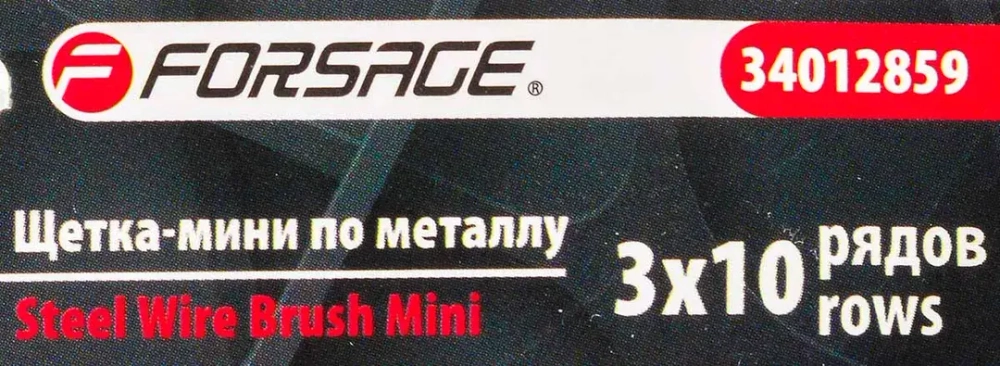 FORSAGE® 34012859
Щетка-мини по металлу
Steel Wire Brush Mini
3x10 рядов
rows